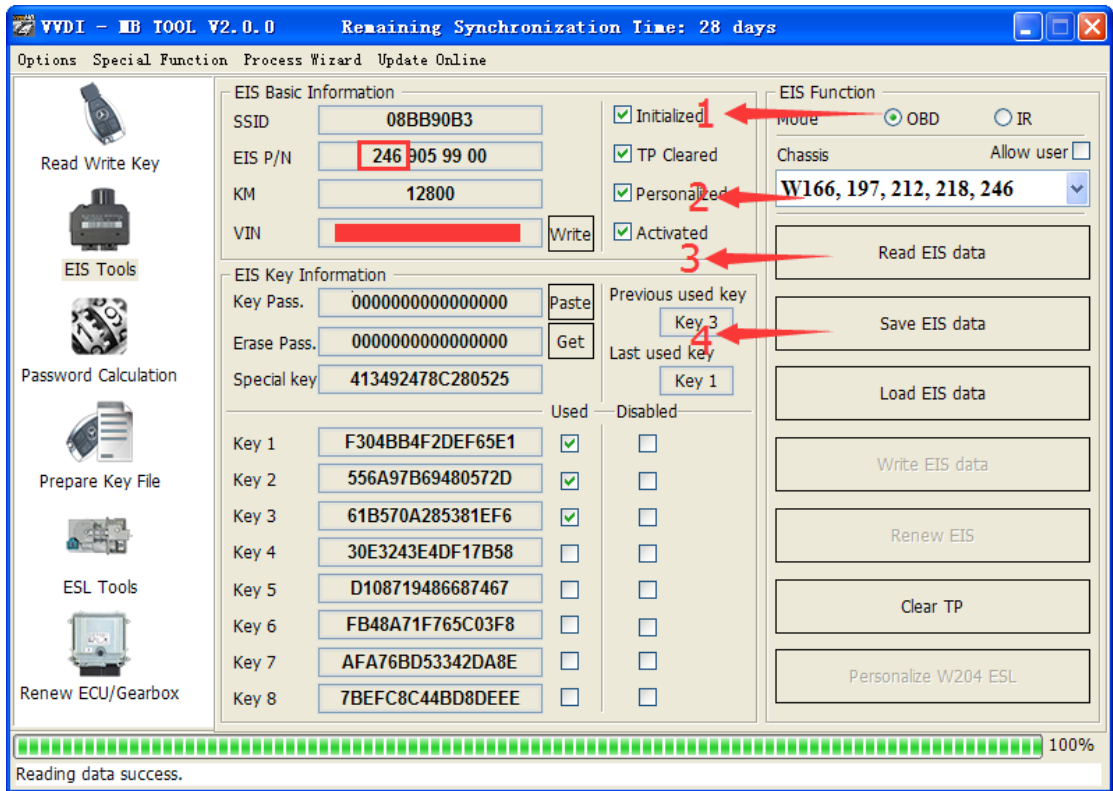 VVDI - MB TOOL V2.0.0 Remaining Synchronization Time: 28 days
Options Special Function Process Wizard Update Online
Read Write Key
EIS Tools
Password Calculation
Prepare Key File
ESL Tools
Renew ECU/Gearbox
EIS Basic Information
SSID 08BB90B3
EIS P/N 246 905 99 00
KM 12800
VIN Write
Initialized
TP Cleared
Personalized
Activated
EIS Key Information
Key Pass. 0000000000000000 Paste
Erase Pass. 0000000000000000 Get
Special key 413492478C280525
Previous used key
Key 3
Last used key
Key 1
Used Disabled
Key 1 F304BB4F2DEF65E1
Key 2 556A97B69480572D
Key 3 61B570A285381EF6
Key 4 30E3243E4DF17B58
Key 5 D108719486687467
Key 6 FB48A71F765C03F8
Key 7 AFA76BD53342DA8E
Key 8 7BEFC8C44BD8DEEE
EIS Function
Mode OBD IR
Chassis Allow user
W166, 197, 212, 218, 246
Read EIS data
Save EIS data
Load EIS data
Write EIS data
Renew EIS
Clear TP
Personalize W204 ESL
1
2
3
4
100%
Reading data success.